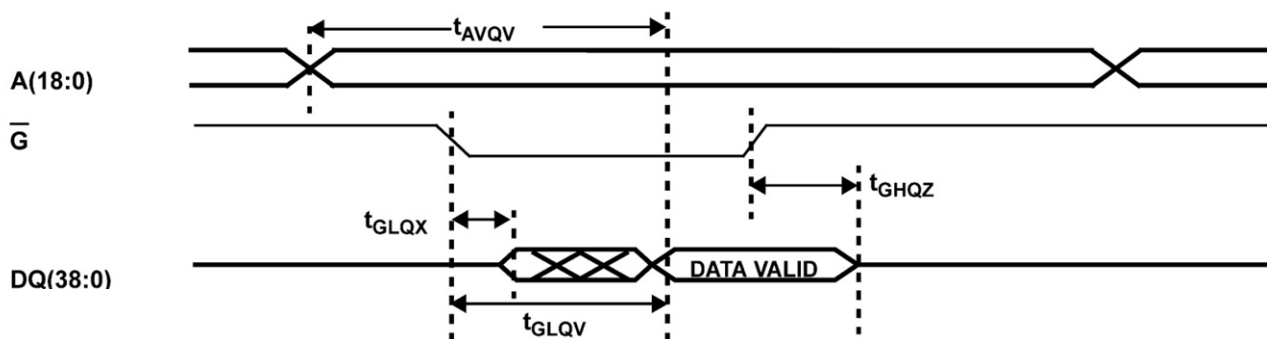 tAVQV
A(18:0)
G̅
tGHQZ
tGLQX
DATA VALID
DQ(38:0)
tGLQV